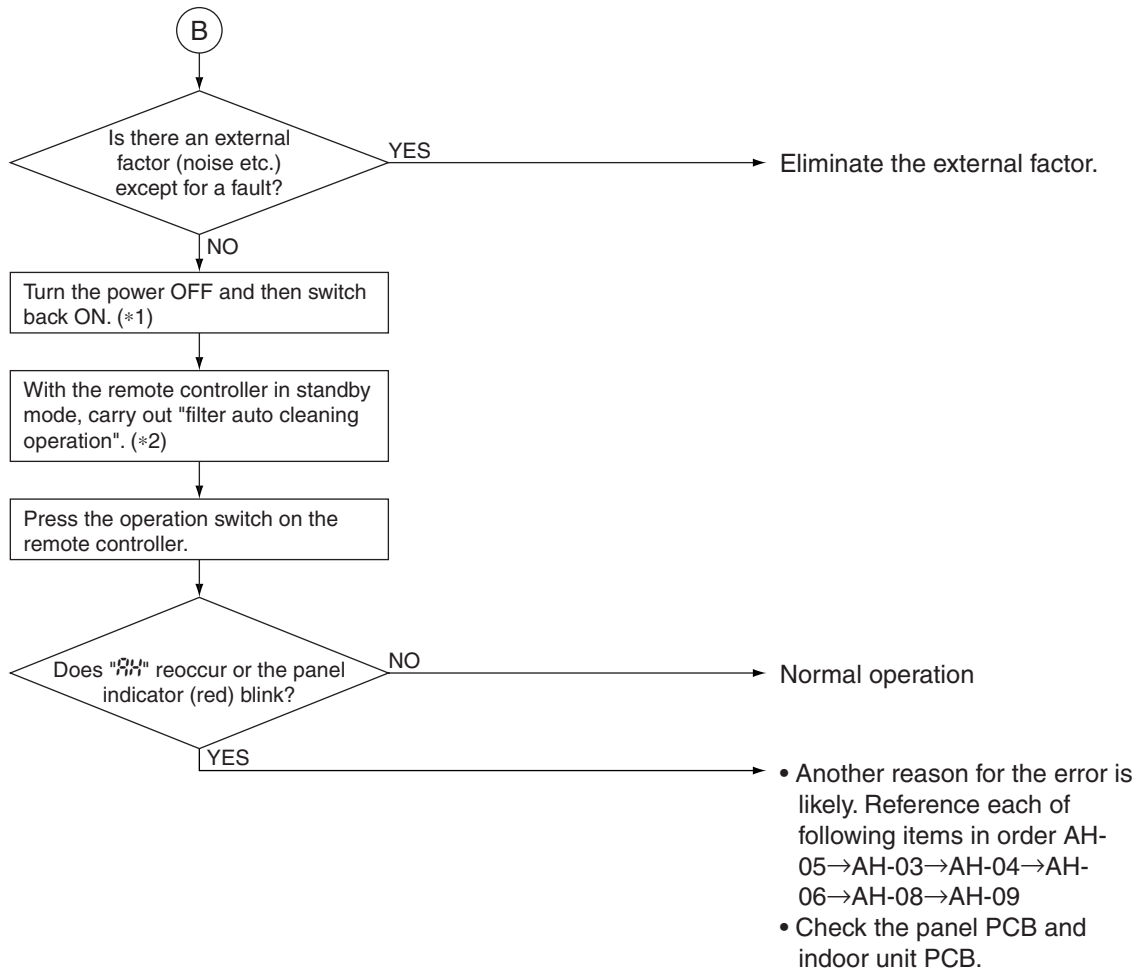 B
Is there an external
factor (noise etc.)
except for a fault?
YES
Eliminate the external factor.
NO
Turn the power OFF and then switch
back ON. (*1)
With the remote controller in standby
mode, carry out "filter auto cleaning
operation". (*2)
Press the operation switch on the
remote controller.
Does "AH" reoccur or the panel
indicator (red) blink?
NO
Normal operation
YES
• Another reason for the error is
likely. Reference each of
following items in order AH-
05→AH-03→AH-04→AH-
06→AH-08→AH-09
• Check the panel PCB and
indoor unit PCB.